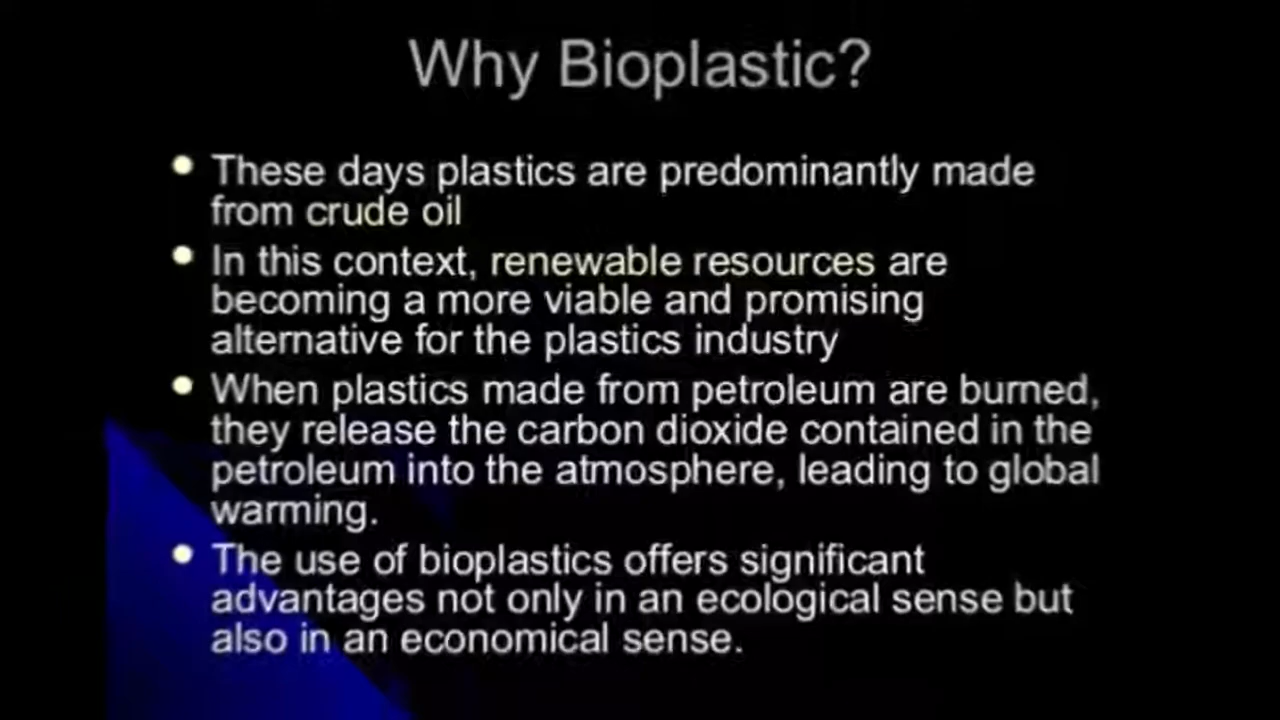 Why Bioplastic?
These days plastics are predominantly made
from crude oil
In this context, renewable resources are
becoming a more viable and promising
alternative for the plastics industry
When plastics made from petroleum are burned,
they release the carbon dioxide contained in the
petroleum into the atmosphere, leading to global
warming.
The use of bioplastics offers significant
advantages not only in an ecological sense but
also in an economical sense.